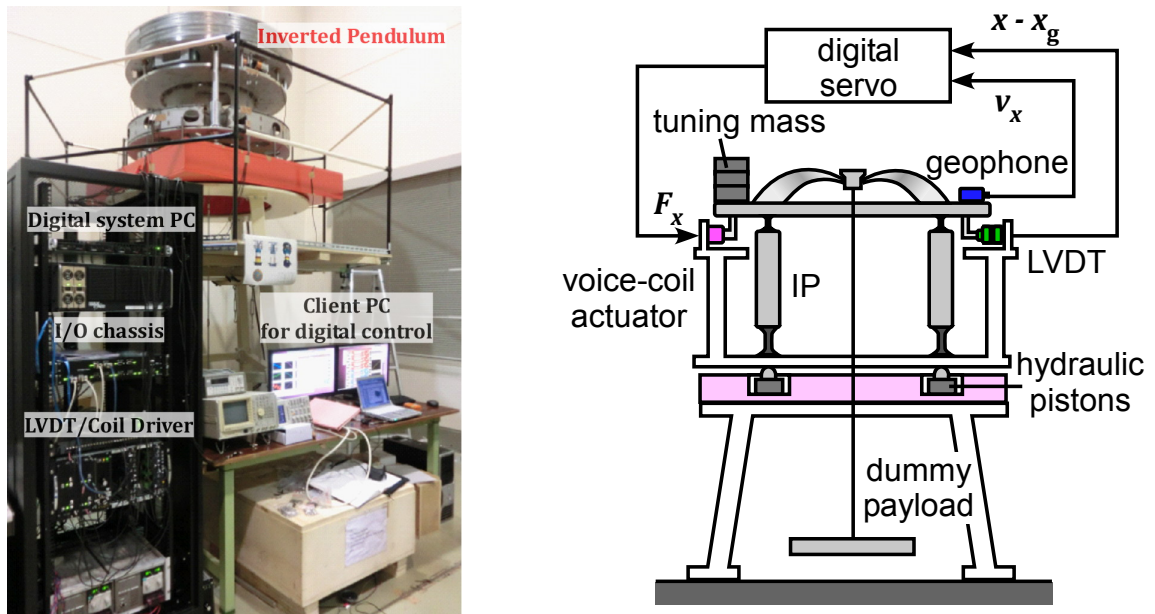 Inverted Pendulum
Digital system PC
I/O chassis
Client PC
for digital control
LVDT/Coil Driver
digital
servo
x - xg
vx
tuning mass
geophone
Fx
LVDT
voice-coil
actuator
IP
hydraulic
pistons
dummy
payload